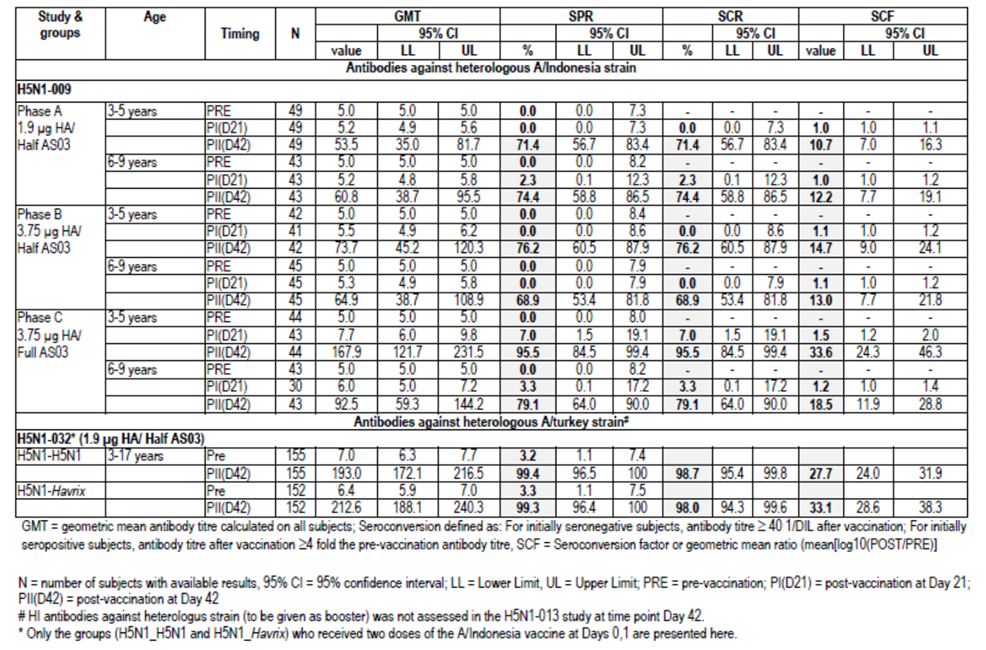 Study & groups Age Timing N GMT SPR SCR SCF
95% CI 95% CI 95% CI 95% CI
value LL UL % LL UL % LL UL value LL UL
Antibodies against heterologous A/Indonesia strain
H5N1-009
Phase A 3-5 years PRE 49 5.0 5.0 5.0 0.0 0.0 7.3 - - - - - -
1.9 µg HA/ PI(D21) 49 5.2 4.9 5.6 0.0 0.0 7.3 0.0 0.0 7.3 1.0 1.0 1.1
Half AS03 PII(D42) 49 53.5 35.0 81.7 71.4 56.7 83.4 71.4 56.7 83.4 10.7 7.0 16.3
6-9 years PRE 43 5.0 5.0 5.0 0.0 0.0 8.2 - - - - - -
PI(D21) 43 5.2 4.8 5.8 2.3 0.1 12.3 2.3 0.1 12.3 1.0 1.0 1.2
PII(D42) 43 60.8 38.7 95.5 74.4 58.8 86.5 74.4 58.8 86.5 12.2 7.7 19.1
Phase B 3-5 years PRE 42 5.0 5.0 5.0 0.0 0.0 8.4 - - - - - -
3.75 µg HA/ PI(D21) 41 5.5 4.9 6.2 0.0 0.0 8.6 0.0 0.0 8.6 1.1 1.0 1.2
Half AS03 PII(D42) 42 73.7 45.2 120.3 76.2 60.5 87.9 76.2 60.5 87.9 14.7 9.0 24.1
6-9 years PRE 45 5.0 5.0 5.0 0.0 0.0 7.9 - - - - - -
PI(D21) 45 5.3 4.9 5.8 0.0 0.0 7.9 0.0 0.0 7.9 1.1 1.0 1.2
PII(D42) 45 64.9 38.7 108.9 68.9 53.4 81.8 68.9 53.4 81.8 13.0 7.7 21.8
Phase C 3-5 years PRE 44 5.0 5.0 5.0 0.0 0.0 8.0 - - - - - -
3.75 µg HA/ PI(D21) 43 7.7 6.0 9.8 7.0 1.5 19.1 7.0 1.5 19.1 1.5 1.2 2.0
Full AS03 PII(D42) 44 167.9 121.7 231.5 95.5 84.5 99.4 95.5 84.5 99.4 33.6 24.3 46.3
6-9 years PRE 43 5.0 5.0 5.0 0.0 0.0 8.2 - - - - - -
PI(D21) 30 6.0 5.0 7.2 3.3 0.1 17.2 3.3 0.1 17.2 1.2 1.0 1.4
PII(D42) 43 92.5 59.3 144.2 79.1 64.0 90.0 79.1 64.0 90.0 18.5 11.9 28.8
Antibodies against heterologous A/turkey strain#
H5N1-032* (1.9 µg HA/ Half AS03)
H5N1-H5N1 3-17 years Pre 155 7.0 6.3 7.7 3.2 1.1 7.4
PII(D42) 155 193.0 172.1 216.5 99.4 96.5 100 98.7 95.4 99.8 27.7 24.0 31.9
H5N1-Havrix Pre 152 6.4 5.9 7.0 3.3 1.1 7.5
PII(D42) 152 212.6 188.1 240.3 99.3 96.4 100 98.0 94.3 99.6 33.1 28.6 38.3
GMT = geometric mean antibody titre calculated on all subjects; Seroconversion defined as: For initially seronegative subjects, antibody titre ≥ 40 1/DIL after vaccination; For initially
seropositive subjects, antibody titre after vaccination ≥4 fold the pre-vaccination antibody titre, SCF = Seroconversion factor or geometric mean ratio (mean[log10(POST/PRE)]
N = number of subjects with available results, 95% CI = 95% confidence interval; LL = Lower Limit, UL = Upper Limit; PRE = pre-vaccination; PI(D21) = post-vaccination at Day 21;
PII(D42) = post-vaccination at Day 42
# HI antibodies against heterologus strain (to be given as booster) was not assessed in the H5N1-013 study at time point Day 42.
* Only the groups (H5N1_H5N1 and H5N1_Havrix) who received two doses of the A/Indonesia vaccine at Days 0,1 are presented here.